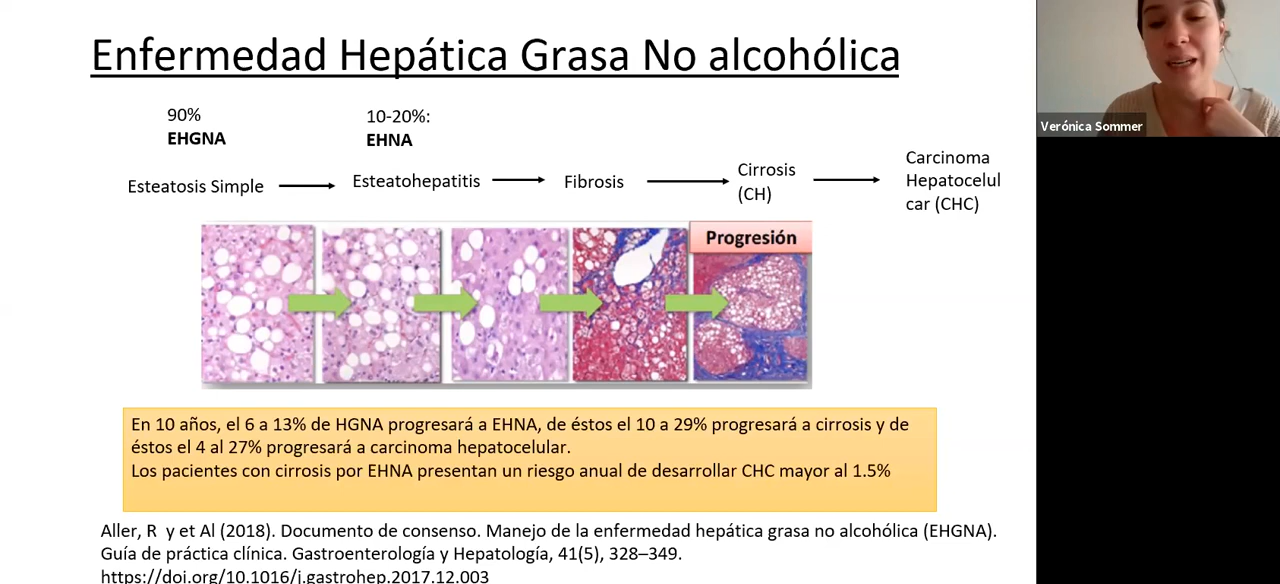 Enfermedad Hepática Grasa No alcohólica
90%
EHGNA
10-20%:
EHNA
Esteatosis Simple
Esteatohepatitis
Fibrosis
Cirrosis
(CH)
Carcinoma
Hepatocelul
car (CHC)
Progresión
En 10 años, el 6 a 13% de HGNA progresará a EHNA, de éstos el 10 a 29% progresará a cirrosis y de
éstos el 4 al 27% progresará a carcinoma hepatocelular.
Los pacientes con cirrosis por EHNA presentan un riesgo anual de desarrollar CHC mayor al 1.5%
Aller, R y et Al (2018). Documento de consenso. Manejo de la enfermedad hepática grasa no alcohólica (EHGNA).
Guía de práctica clínica. Gastroenterología y Hepatología, 41(5), 328–349.
https://doi.org/10.1016/j.gastrohep.2017.12.003
Verónica Sommer